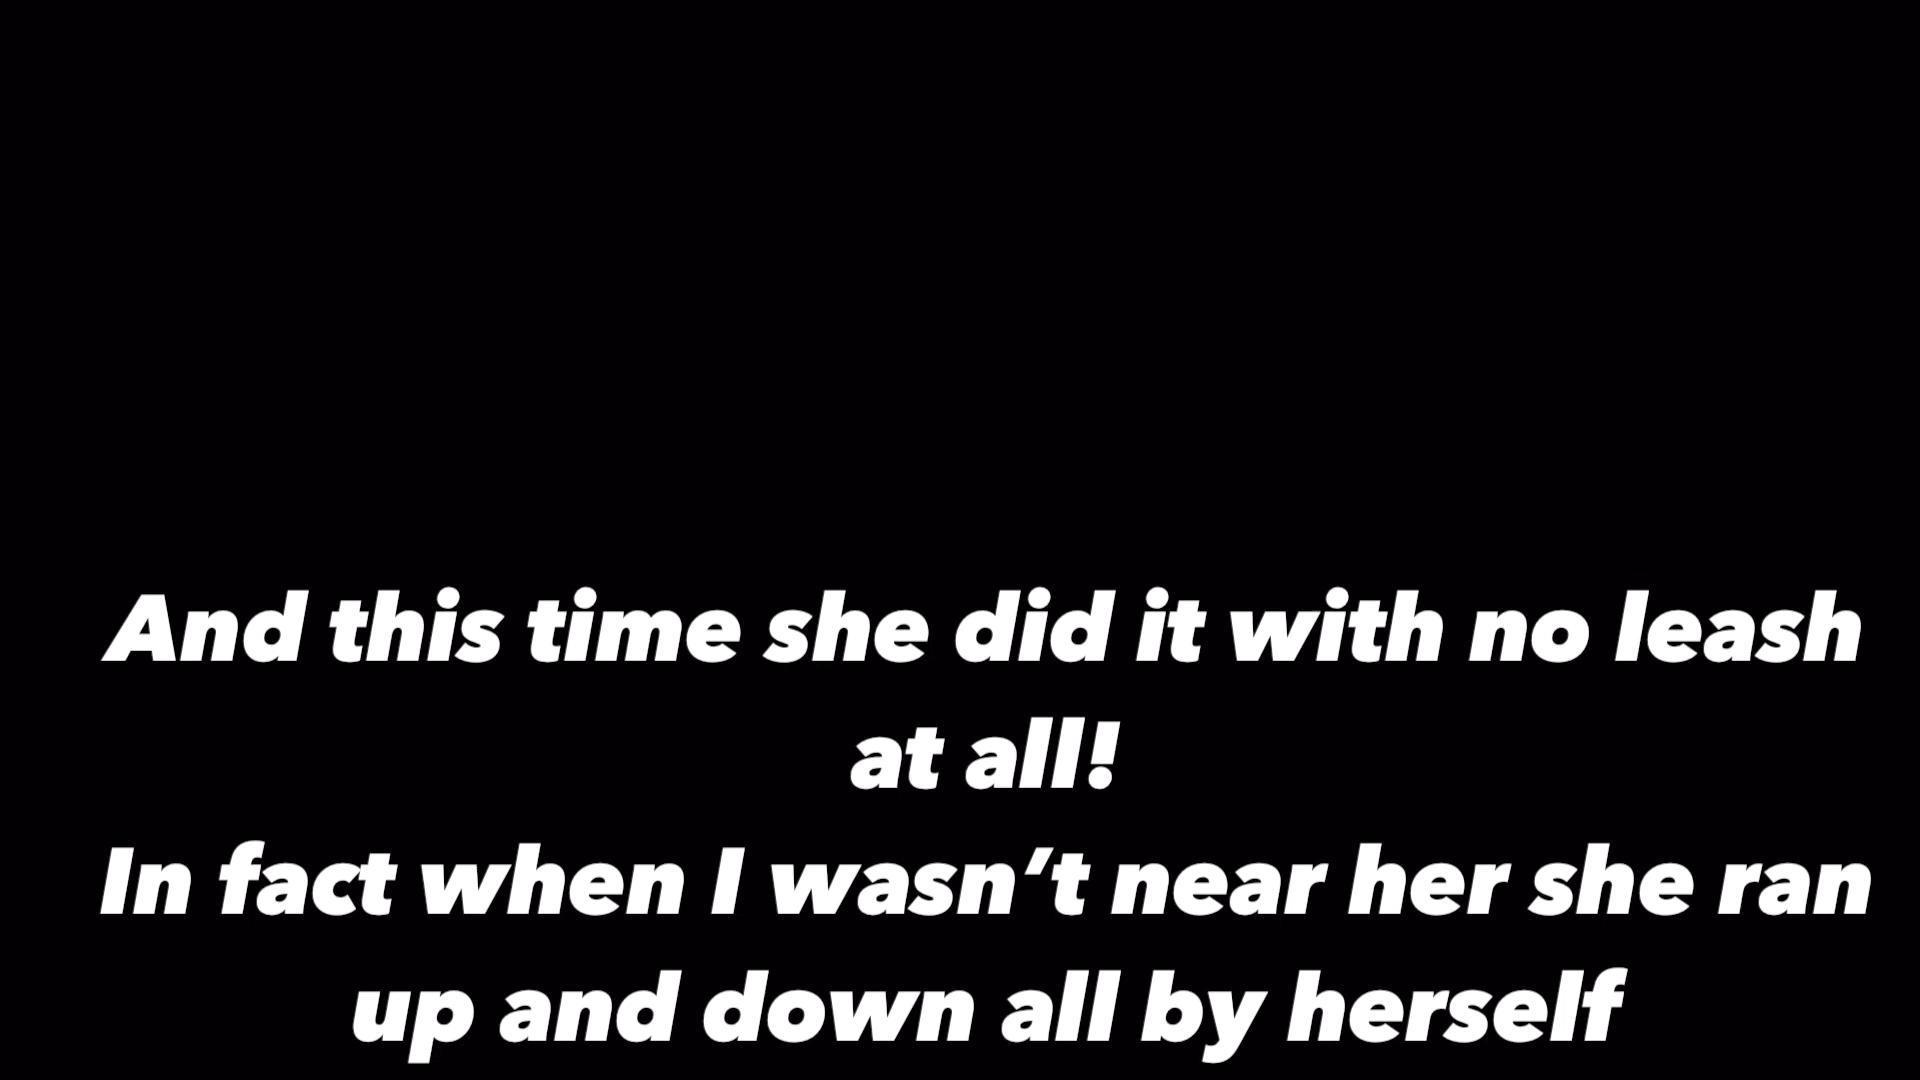 And this time she did it with no leash
at all!
In fact when I wasn’t near her she ran
up and down all by herself